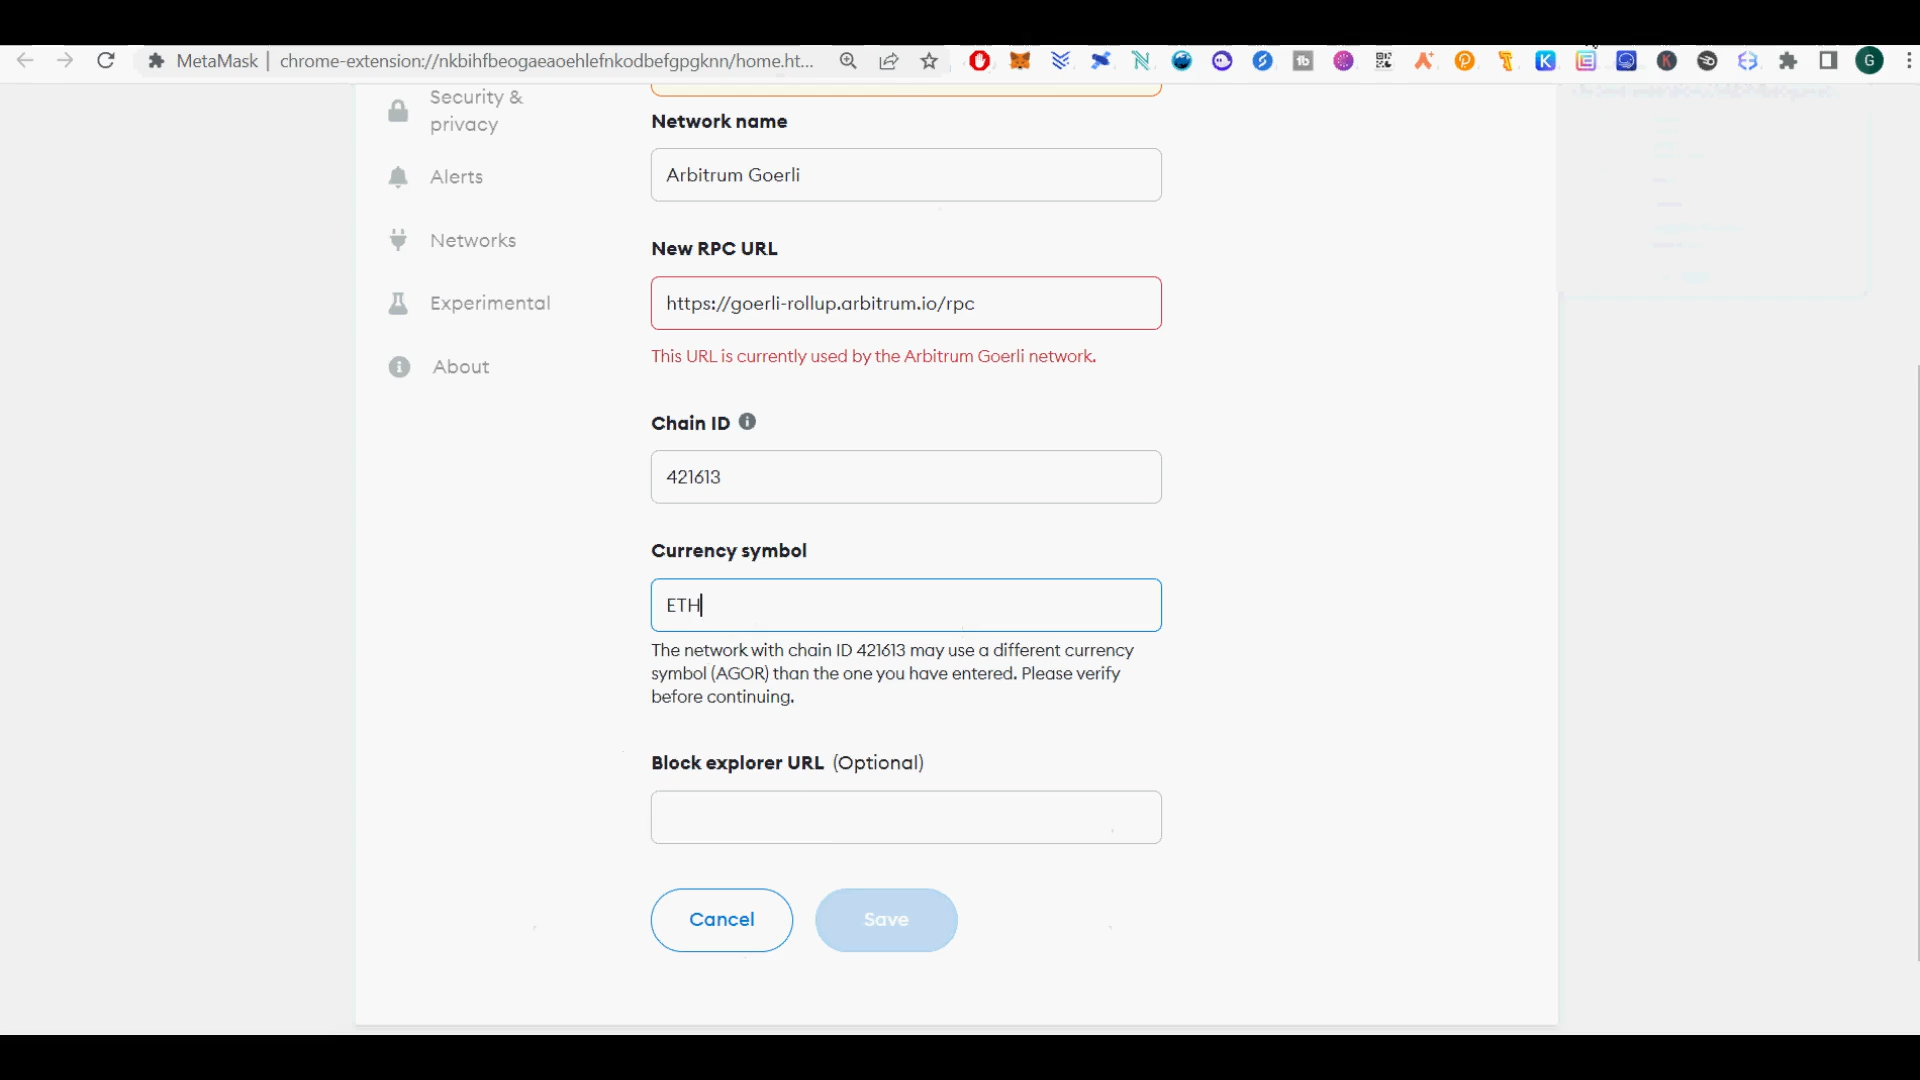 MetaMask | chrome-extension://nkbihfbeogaeaoehlefnkodbefgpgknn/home.ht...
G
Security &
privacy
Alerts
Networks
Experimental
About
Network name
Arbitrum Goerli
New RPC URL
https://goerli-rollup.arbitrum.io/rpc
This URL is currently used by the Arbitrum Goerli network.
Chain ID
421613
Currency symbol
ETH
The network with chain ID 421613 may use a different currency
symbol (AGOR) than the one you have entered. Please verify
before continuing.
Block explorer URL (Optional)
Cancel
Save